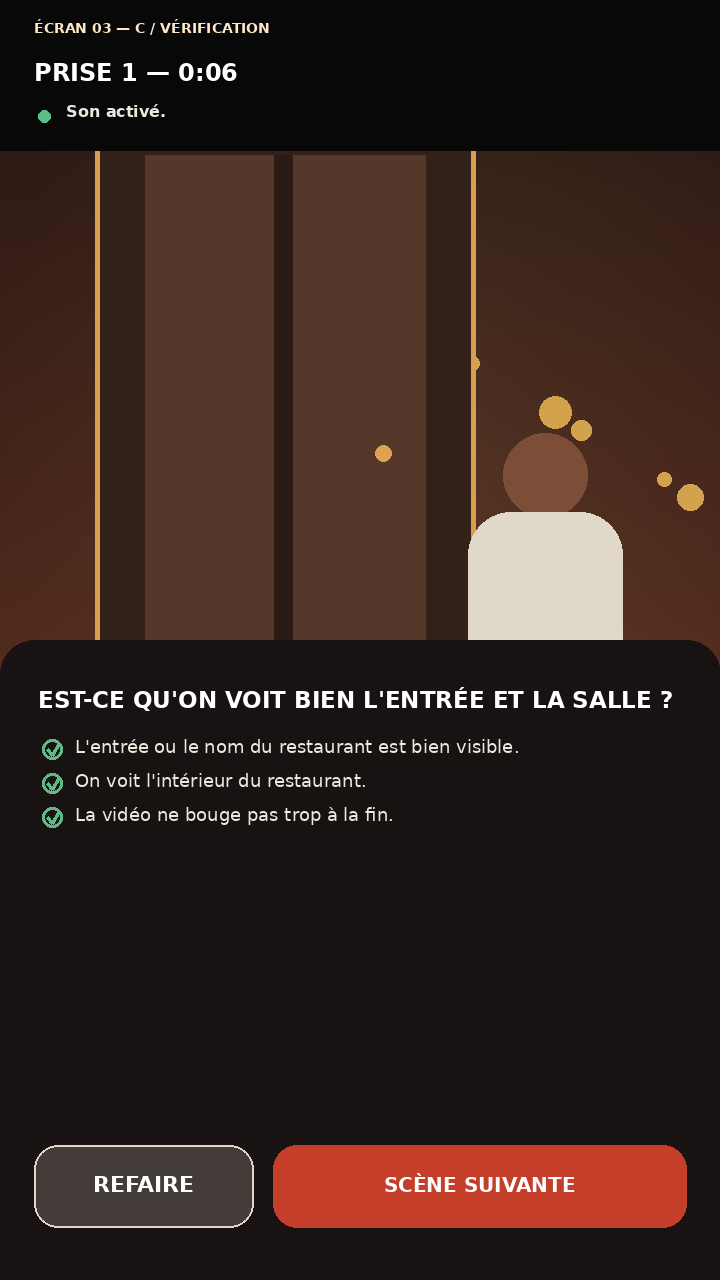 ÉCRAN 03 — C / VÉRIFICATION
PRISE 1 — 0:06
Son activé.
EST-CE QU'ON VOIT BIEN L'ENTRÉE ET LA SALLE ?
L'entrée ou le nom du restaurant est bien visible.
On voit l'intérieur du restaurant.
La vidéo ne bouge pas trop à la fin.
REFAIRE
SCÈNE SUIVANTE